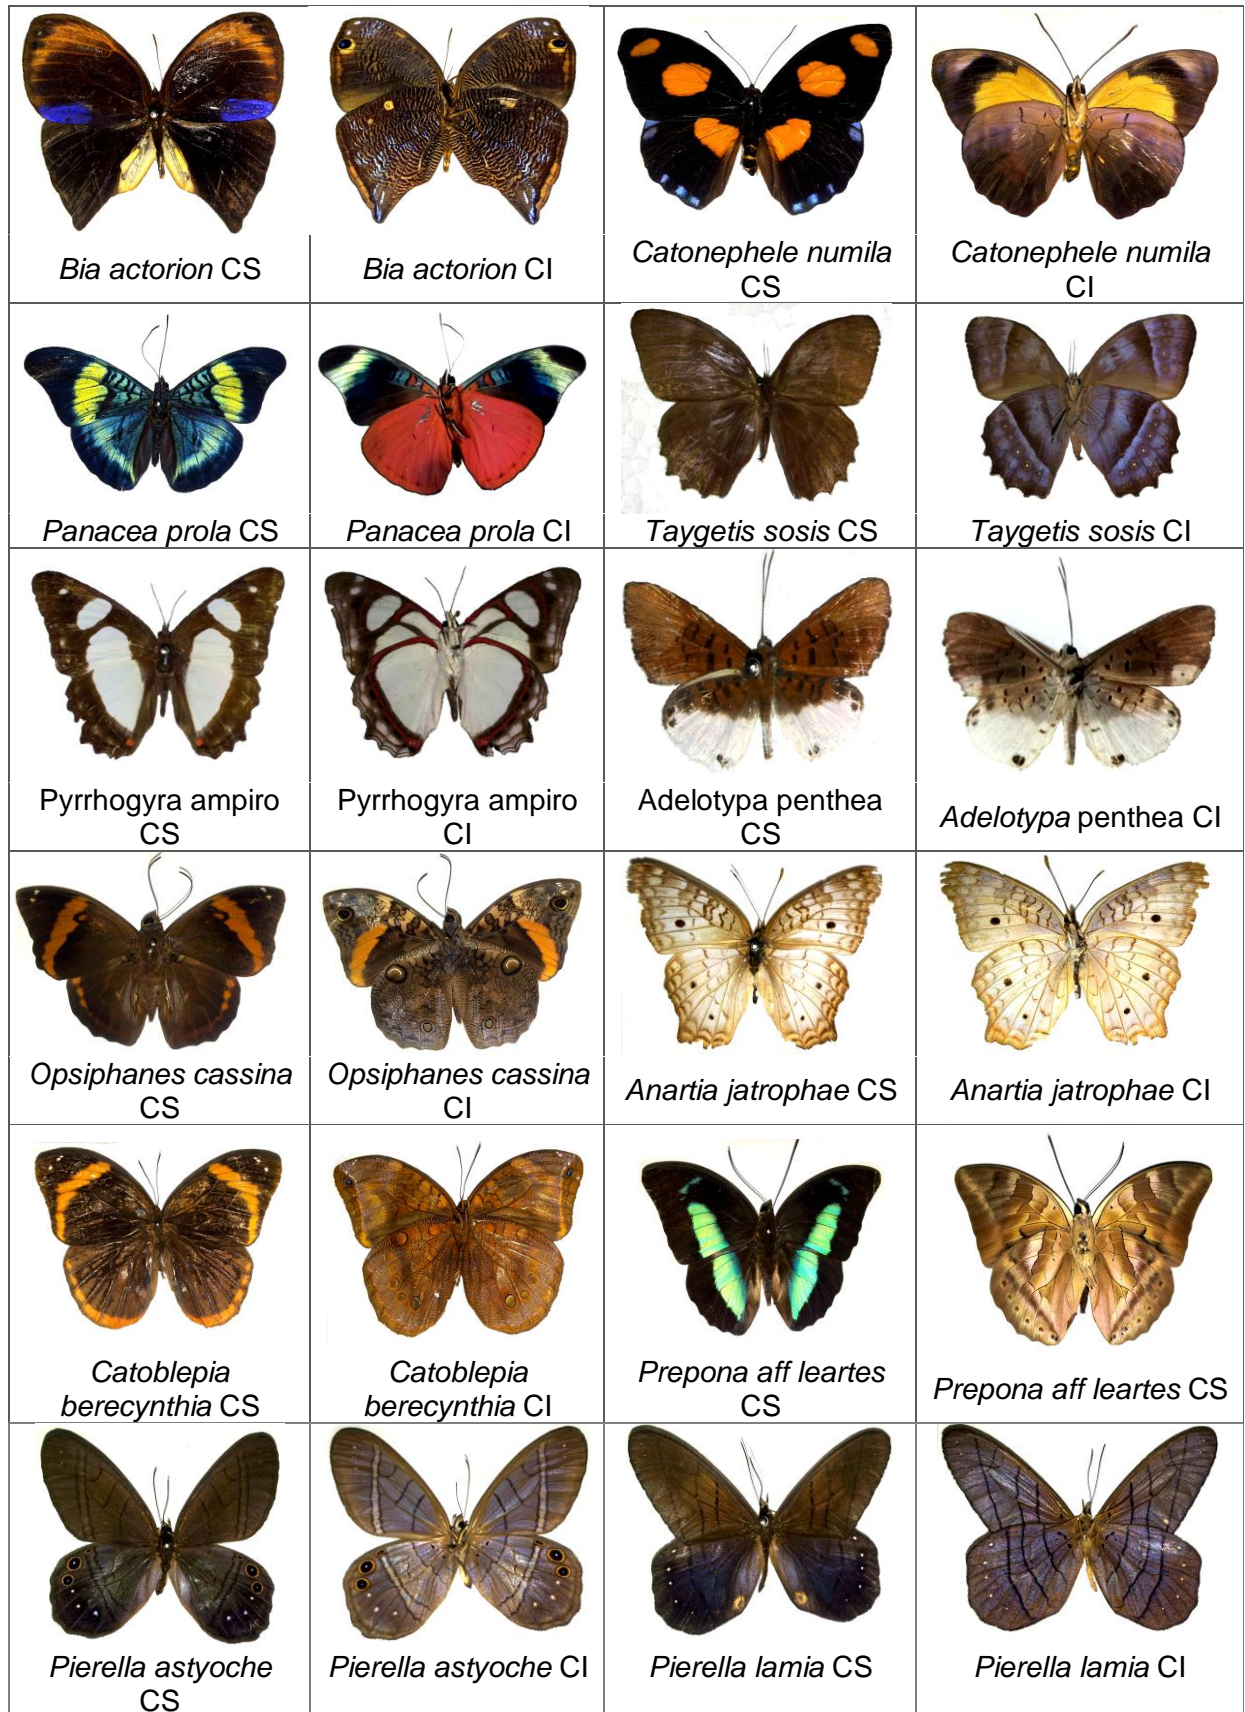 Bia actorion CS
Bia actorion CI
Catonephele numila
CS
Catonephele numila
CI
Panacea prola CS
Panacea prola CI
Taygetis sosis CS
Taygetis sosis CI
Pyrrhogyra ampiro
CS
Pyrrhogyra ampiro
CI
Adelotypa penthea
CS
Adelotypa penthea CI
Opsiphanes cassina
CS
Opsiphanes cassina
CI
Anartia jatrophae CS
Anartia jatrophae CI
Catoblepia
berecynthia CS
Catoblepia
berecynthia CI
Prepona aff leartes
CS
Prepona aff leartes CS
Pierella astyoche
CS
Pierella astyoche CI
Pierella lamia CS
Pierella lamia CI